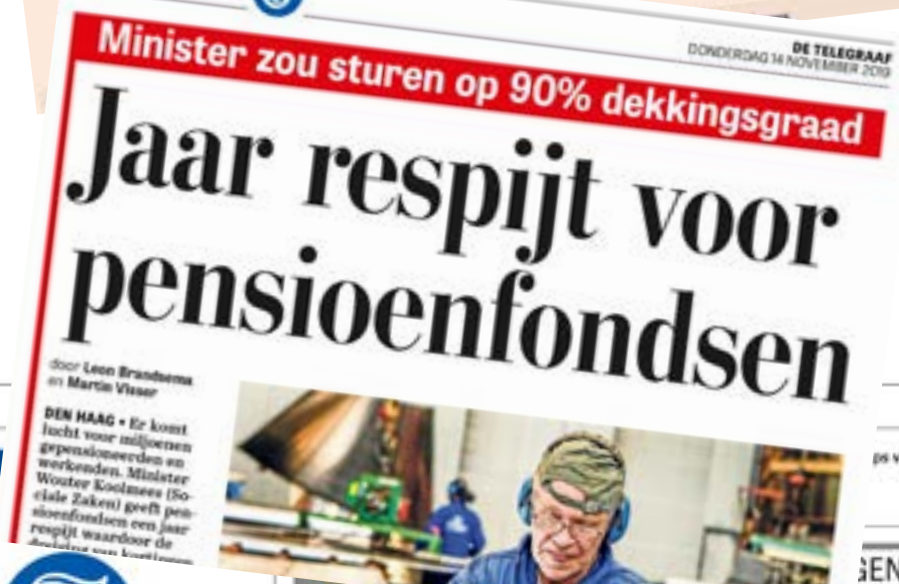 DE TELEGRAAF
DONDERDAG 14 NOVEMBER 2019
Minister zou sturen op 90% dekkingsgraad
Jaar respijt voor
pensioenfondsen
door Leon Brandsema
en Martin Visser
DEN HAAG • Er komt
lucht voor miljoenen
gepensioneerden en
werkenden. Minister
Wouter Koolmees (So-
ciale Zaken) geeft pen-
sioenfondsen een jaar
respijt waardoor de
dreiging van